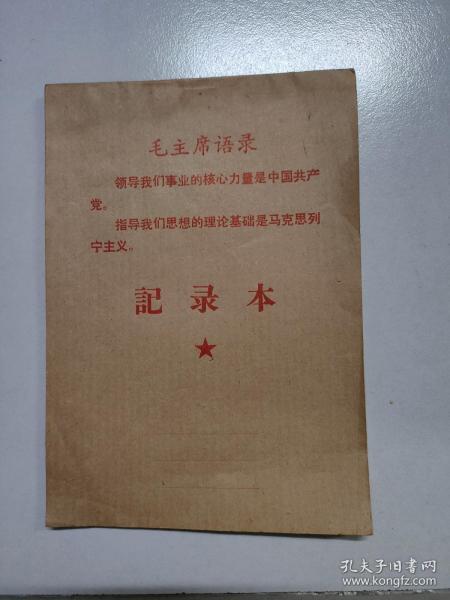 毛主席语录
领导我们事业的核心力量是中国共产
党。
指导我们思想的理论基础是马克思列
宁主义。
記录本
孔夫子旧书网
www.kongfz.com